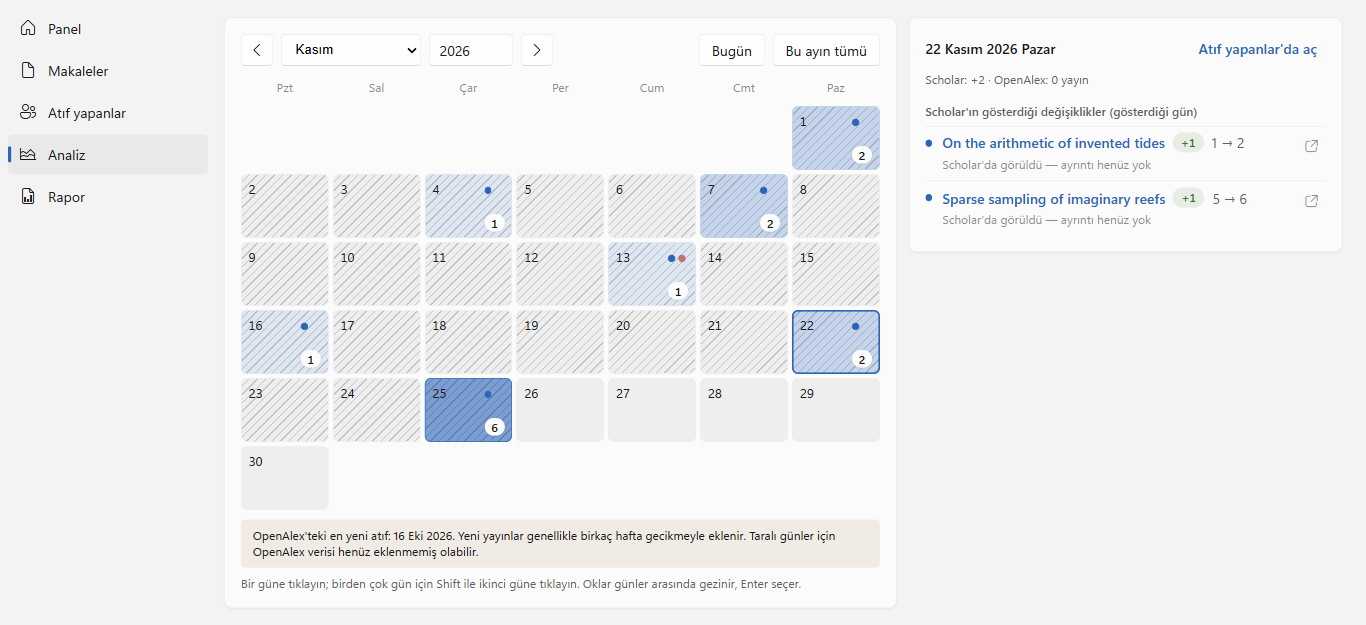 Panel
Makaleler
Atıf yapanlar
Analiz
Rapor
Kasım
2026
Bugün
Bu ayın tümü
Pzt Sal Çar Per Cum Cmt Paz
1
2
2 3 4 5 6 7 8
1 2
9 10 11 12 13 14 15
1
16 17 18 19 20 21 22
1 2
23 24 25 26 27 28 29
6
30
OpenAlex'teki en yeni atıf: 16 Eki 2026. Yeni yayınlar genellikle birkaç hafta gecikmeyle eklenir. Taralı günler için
OpenAlex verisi henüz eklenmemiş olabilir.
Bir güne tıklayın; birden çok gün için Shift ile ikinci güne tıklayın. Oklar günler arasında gezinir, Enter seçer.
22 Kasım 2026 Pazar
Atıf yapanlar'da aç
Scholar: +2 · OpenAlex: 0 yayın
Scholar'ın gösterdiği değişiklikler (gösterdiği gün)
On the arithmetic of invented tides +1 1 → 2
Scholar'da görüldü — ayrıntı henüz yok
Sparse sampling of imaginary reefs +1 5 → 6
Scholar'da görüldü — ayrıntı henüz yok